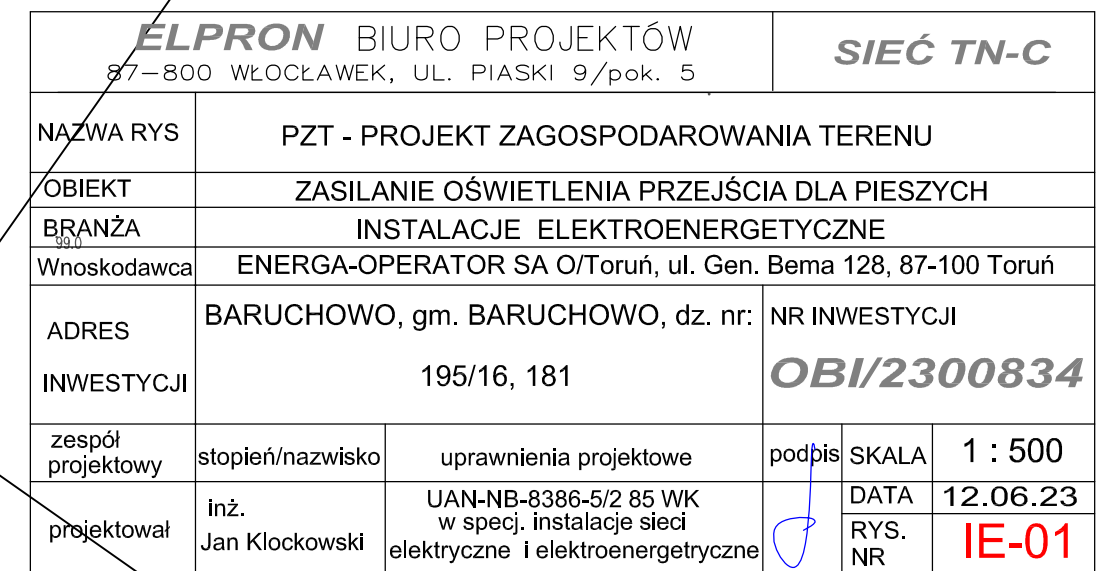 ELPRON BIURO PROJEKTÓW
87-800 WŁOCŁAWEK, UL. PIASKI 9/pok. 5
SIEĆ TN-C
NAZWA RYS
PZT - PROJEKT ZAGOSPODAROWANIA TERENU
OBIEKT
ZASILANIE OŚWIETLENIA PRZEJŚCIA DLA PIESZYCH
BRANŻA
INSTALACJE ELEKTROENERGETYCZNE
99.0
Wnoskodawca
ENERGA-OPERATOR SA O/Toruń, ul. Gen. Bema 128, 87-100 Toruń
ADRES
INWESTYCJI
BARUCHOWO, gm. BARUCHOWO, dz. nr:
195/16, 181
NR INWESTYCJI
OBI/2300834
zespół
projektowy
stopień/nazwisko
uprawnienia projektowe
podpis
SKALA
1 : 500
projektował
inż.
Jan Klockowski
UAN-NB-8386-5/2 85 WK
w specj. instalacje sieci
elektryczne i elektroenergetryczne
DATA
12.06.23
RYS.
NR
IE-01